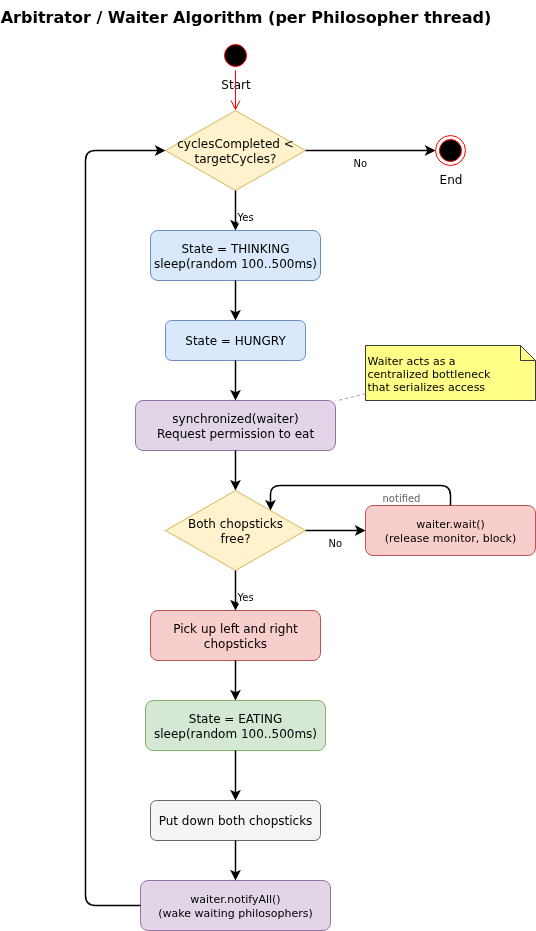 Arbitrator / Waiter Algorithm (per Philosopher thread)
Start
cyclesCompleted <
targetCycles?
No
End
Yes
State = THINKING
sleep(random 100..500ms)
State = HUNGRY
Waiter acts as a
centralized bottleneck
that serializes access
synchronized(waiter)
Request permission to eat
notified
Both chopsticks
free?
No
waiter.wait()
(release monitor, block)
Yes
Pick up left and right
chopsticks
State = EATING
sleep(random 100..500ms)
Put down both chopsticks
waiter.notifyAll()
(wake waiting philosophers)